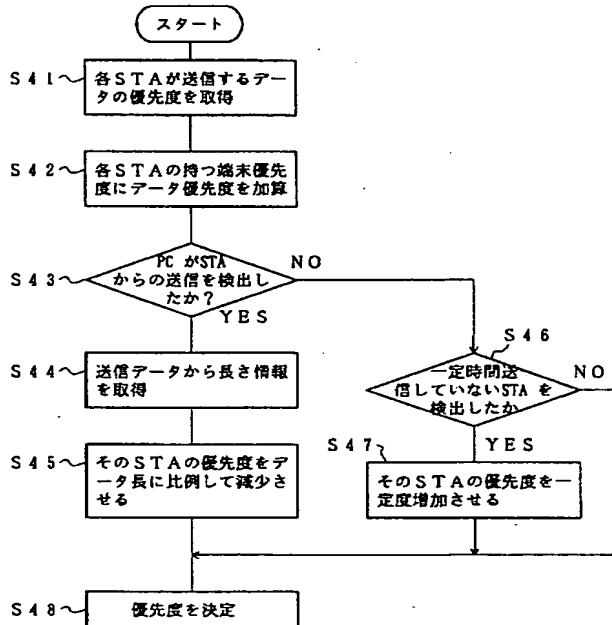 スタート
S41
各STAが送信するデー
タの優先度を取得
S42
各STAの持つ端末優先
度にデータ優先度を加算
S43
PCがSTA
からの送信を検出し
たか？
NO
YES
S44
送信データから長さ情報
を取得
S45
そのSTAの優先度をデ
ータ長に比例して減少さ
せる
S46
一定時間送
信していないSTAを
検出したか
NO
YES
S47
そのSTAの優先度を一
定度増加させる
S48
優先度を決定